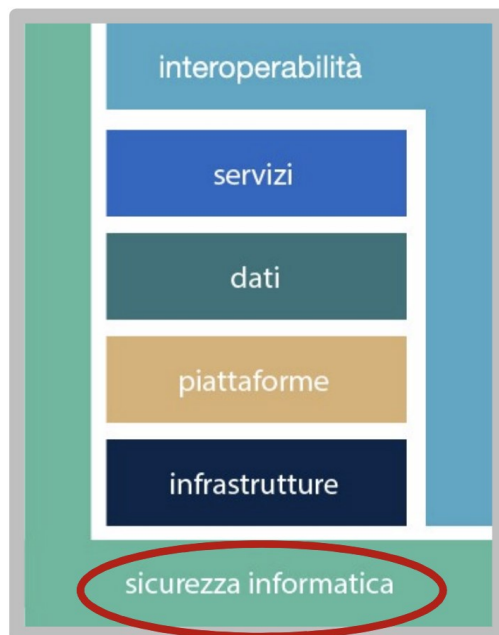 interoperabilità
servizi
dati
piattaforme
infrastrutture
sicurezza informatica